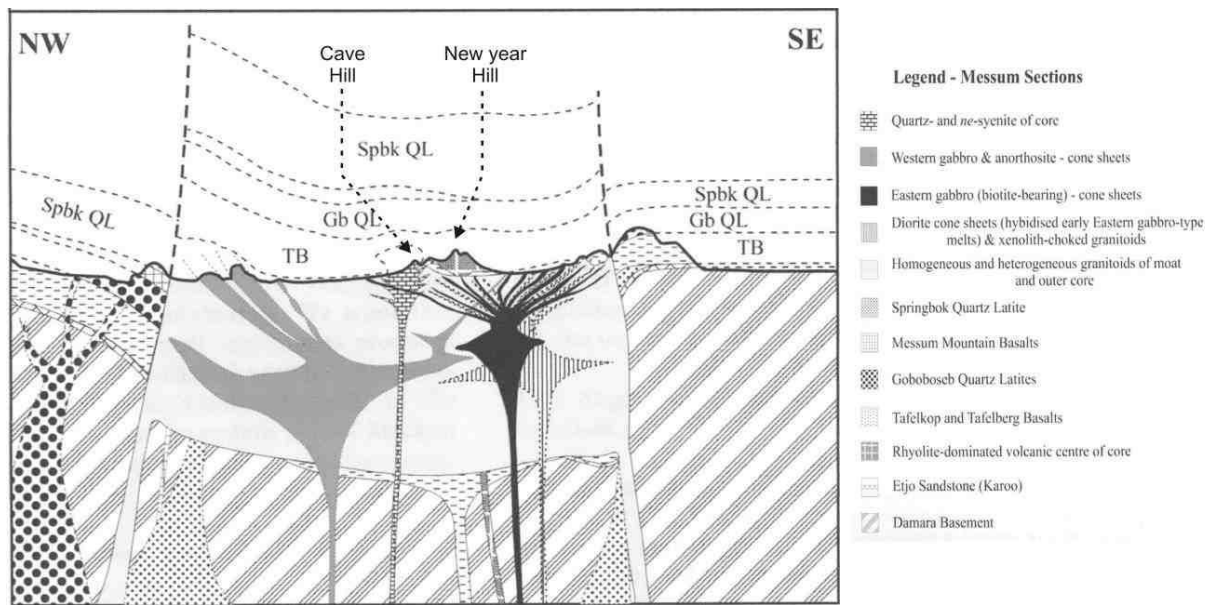 NW
Cave
Hill
New year
Hill
SE
Spbk QL
Spbk QL
Spbk QL
Gb QL
Gb QL
TB
TB
Legend - Messum Sections
Quartz- and ne-syenite of core
Western gabbro & anorthosite - cone sheets
Eastern gabbro (biotite-bearing) - cone sheets
Diorite cone sheets (hybidised early Eastern gabbro-type
melts) & xenolith-choked granitoids
Homogeneous and heterogeneous granitoids of moat
and outer core
Springbok Quartz Latite
Messum Mountain Basalts
Goboboseb Quartz Latites
Tafelkop and Tafelberg Basalts
Rhyolite-dominated volcanic centre of core
Etjo Sandstone (Karoo)
Damara Basement